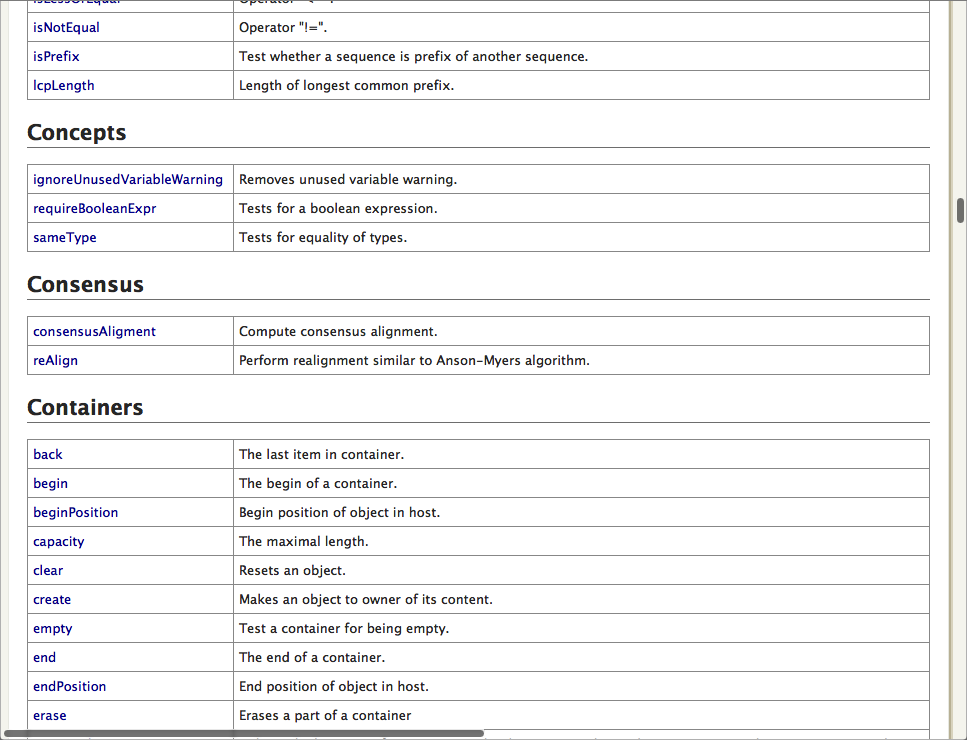 isNotEqual Operator "!=".
isPrefix Test whether a sequence is prefix of another sequence.
lcpLength Length of longest common prefix.
Concepts
ignoreUnusedVariableWarning Removes unused variable warning.
requireBooleanExpr Tests for a boolean expression.
sameType Tests for equality of types.
Consensus
consensusAligment Compute consensus alignment.
reAlign Perform realignment similar to Anson-Myers algorithm.
Containers
back The last item in container.
begin The begin of a container.
beginPosition Begin position of object in host.
capacity The maximal length.
clear Resets an object.
create Makes an object to owner of its content.
empty Test a container for being empty.
end The end of a container.
endPosition End position of object in host.
erase Erases a part of a container